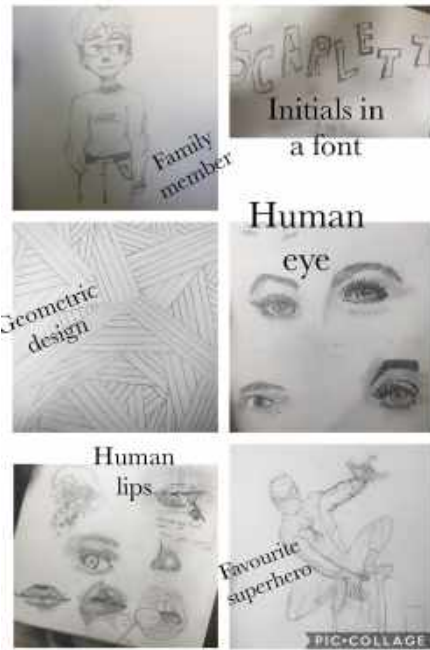 SCARLETT
Initials in
a font
Family
member
Human
eye
Geometric
design
Human
lips
Favourite
superhero
PIC•COLLAGE